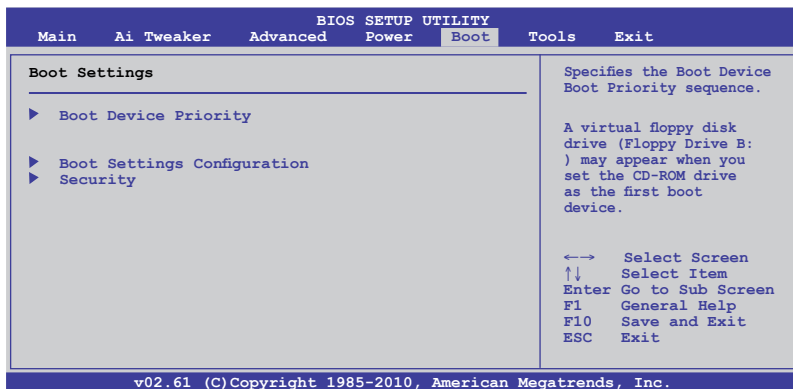 BIOS SETUP UTILITY
Main Ai Tweaker Advanced Power Boot Tools Exit
Boot Settings
Boot Device Priority
Boot Settings Configuration
Security
Specifies the Boot Device
Boot Priority sequence.
A virtual floppy disk
drive (Floppy Drive B:
) may appear when you
set the CD-ROM drive
as the first boot
device.
←→ Select Screen
↑↓ Select Item
Enter Go to Sub Screen
F1 General Help
F10 Save and Exit
ESC Exit
v02.61 (C)Copyright 1985-2010, American Megatrends, Inc.